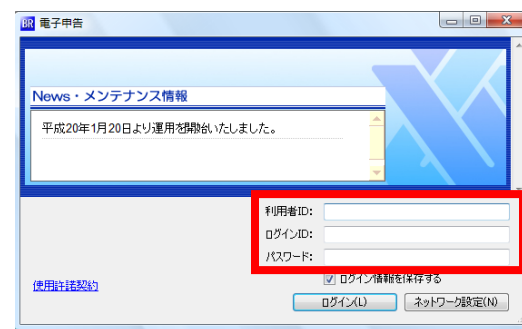 BR 電子申告
News・メンテナンス情報
平成20年1月20日より運用を開始いたしました。
利用者ID:
ログインID:
パスワード:
ログイン情報を保存する
使用許諾契約
ログイン(L)
ネットワーク設定(N)